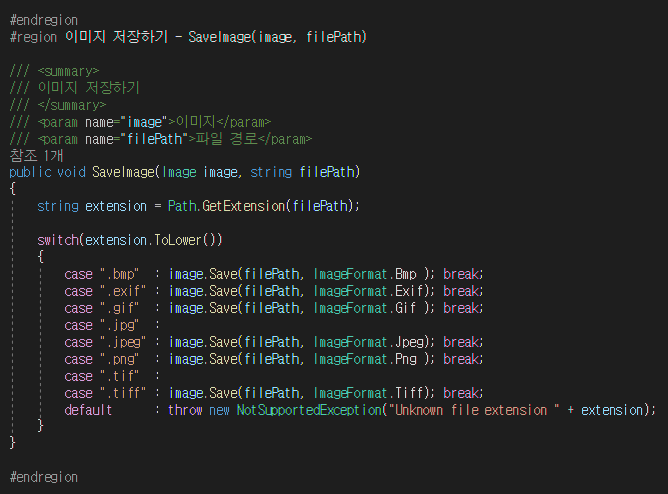 #endregion
#region 이미지 저장하기 - SaveImage(image, filePath)
/// <summary>
/// 이미지 저장하기
/// </summary>
/// <param name="image">이미지</param>
/// <param name="filePath">파일 경로</param>
참조 1개
public void SaveImage(Image image, string filePath)
{
    string extension = Path.GetExtension(filePath);
    switch(extension.ToLower())
    {
        case ".bmp"  : image.Save(filePath, ImageFormat.Bmp ); break;
        case ".exif" : image.Save(filePath, ImageFormat.Exif); break;
        case ".gif"  : image.Save(filePath, ImageFormat.Gif ); break;
        case ".jpg"  :
        case ".jpeg" : image.Save(filePath, ImageFormat.Jpeg); break;
        case ".png"  : image.Save(filePath, ImageFormat.Png ); break;
        case ".tif"  :
        case ".tiff" : image.Save(filePath, ImageFormat.Tiff); break;
        default      : throw new NotSupportedException("Unknown file extension " + extension);
    }
}
#endregion